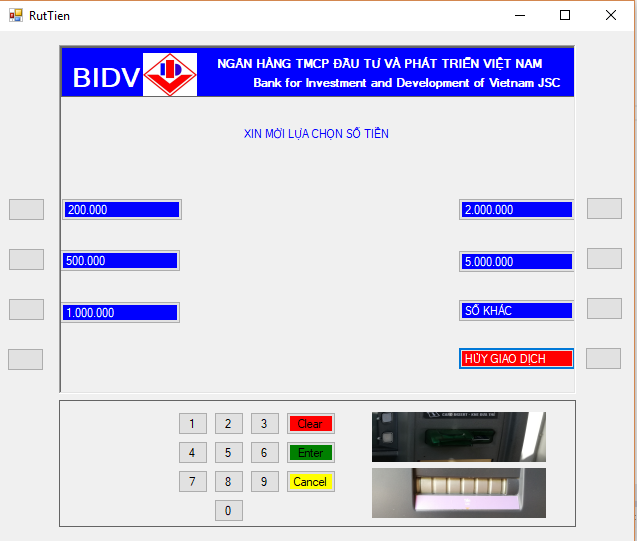 RutTien
BIDV
NGÂN HÀNG TMCP ĐẦU TƯ VÀ PHÁT TRIỂN VIỆT NAM
Bank for Investment and Development of Vietnam JSC
XIN MỜI LỰA CHỌN SỐ TIỀN
200.000
2.000.000
500.000
5.000.000
1.000.000
SỐ KHÁC
HỦY GIAO DỊCH
1 2 3 Clear
4 5 6 Enter
7 8 9 Cancel
0